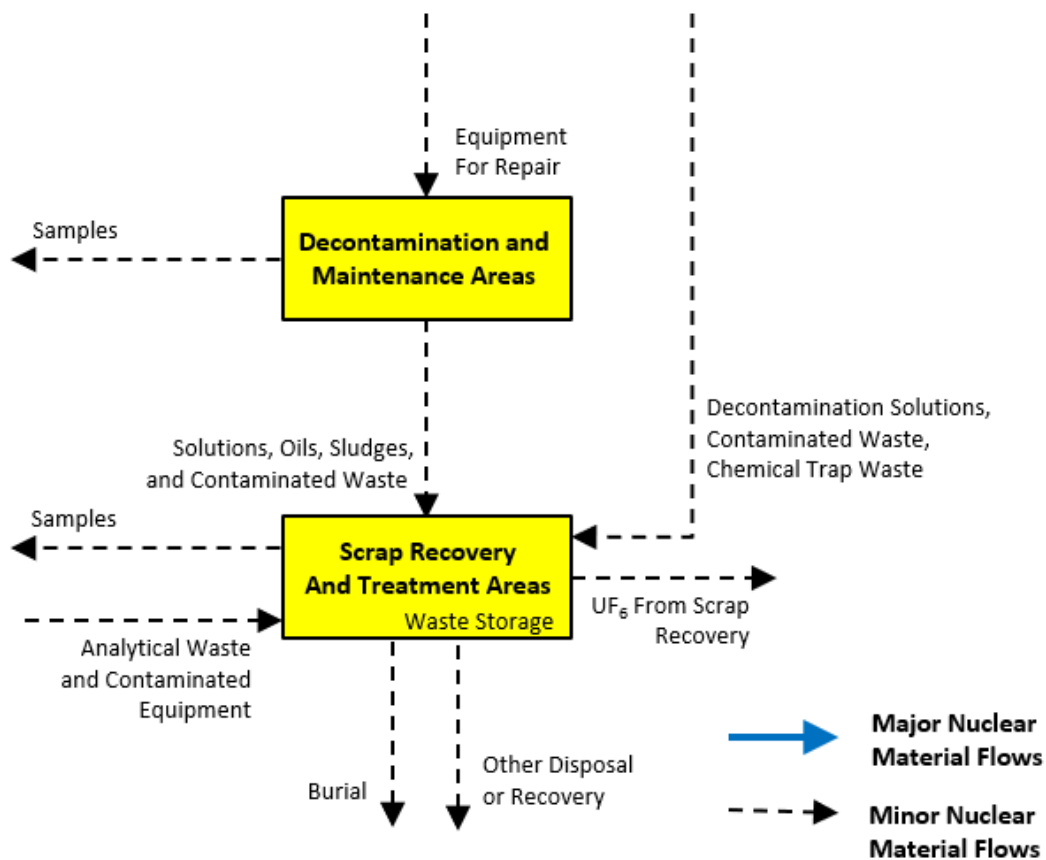 Equipment
For Repair
Samples
Decontamination and
Maintenance Areas
Decontamination Solutions,
Contaminated Waste,
Chemical Trap Waste
Solutions, Oils, Sludges,
and Contaminated Waste
Samples
Scrap Recovery
And Treatment Areas
Waste Storage
UF₆ From Scrap
Recovery
Analytical Waste
and Contaminated
Equipment
Burial
Other Disposal
or Recovery
Major Nuclear
Material Flows
Minor Nuclear
Material Flows